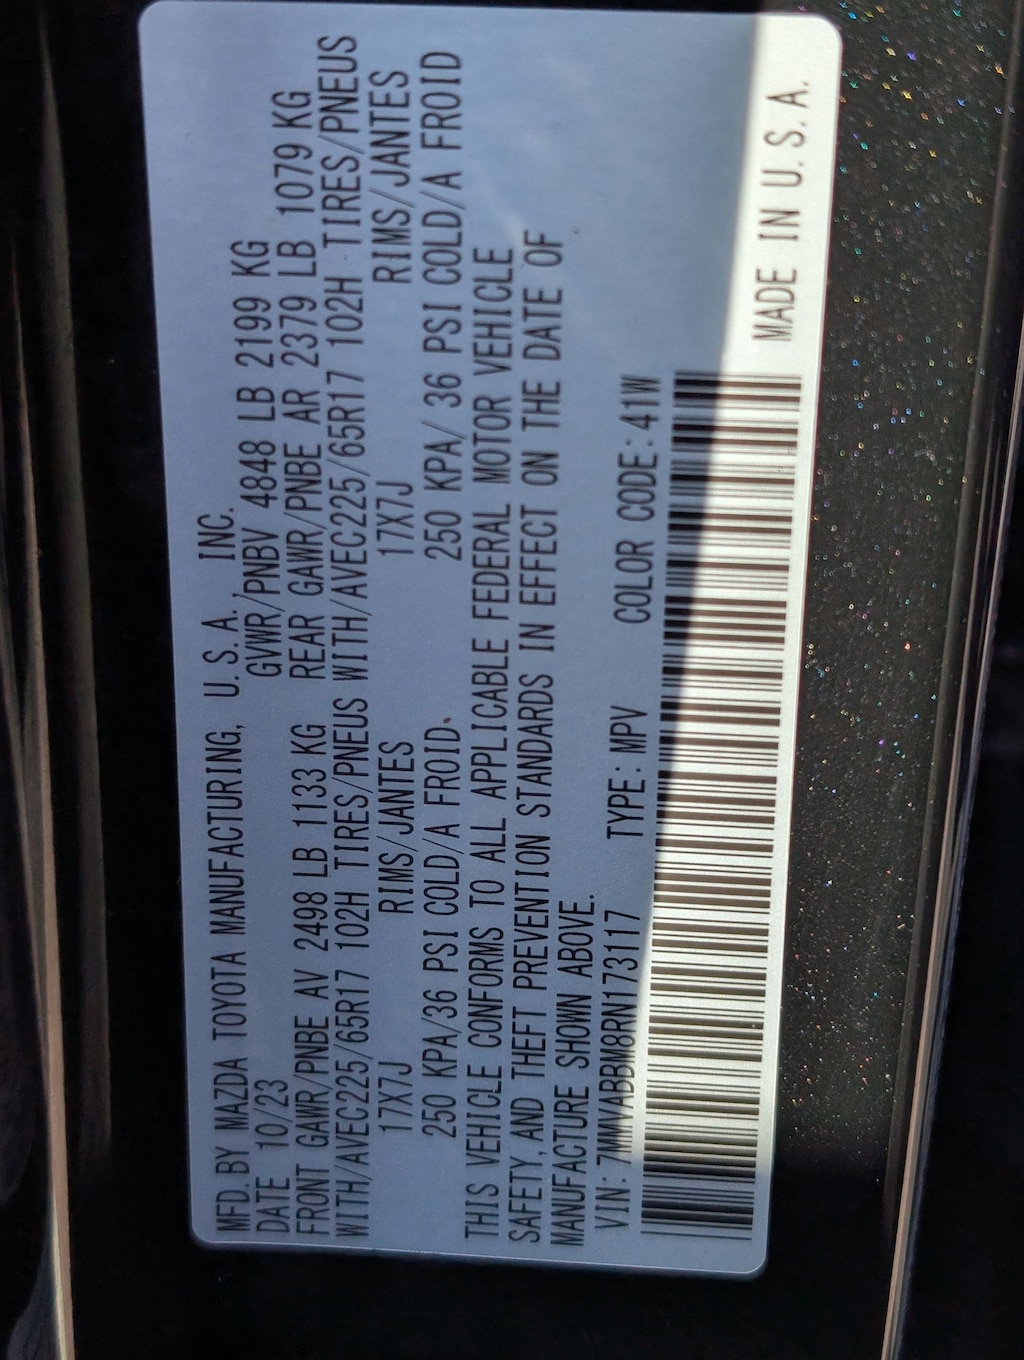 MFD. BY MAZDA TOYOTA MANUFACTURING, U.S.A., INC.
DATE 10/23 GVWR/PNBV 4848 LB 2199 KG
FRONT GAWR/PNBE AV 2498 LB 1133 KG REAR GAWR/PNBE AR 2379 LB 1079 KG
WITH/AVEC225/65R17 102H TIRES/PNEUS WITH/AVEC225/65R17 102H TIRES/PNEUS
17X7J RIMS/JANTES 17X7J RIMS/JANTES
250 KPA/36 PSI COLD/A FROID. 250 KPA/ 36 PSI COLD/A FROID
THIS VEHICLE CONFORMS TO ALL APPLICABLE FEDERAL MOTOR VEHICLE
SAFETY, AND THEFT PREVENTION STANDARDS IN EFFECT ON THE DATE OF
MANUFACTURE SHOWN ABOVE.
VIN: 7MMVABBM8RN173117 TYPE: MPV COLOR CODE: 41W
MADE IN U.S.A.